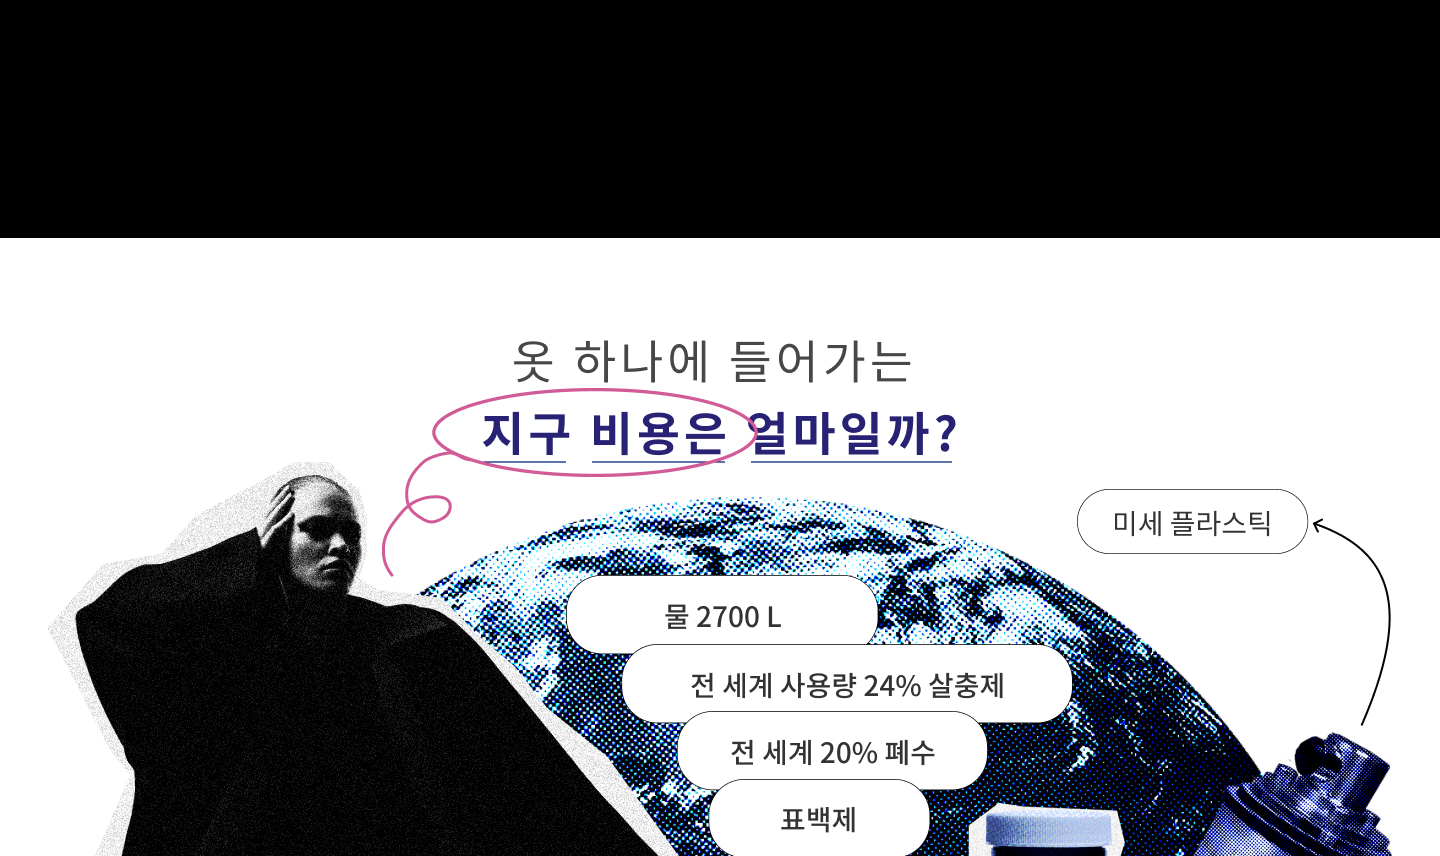 옷 하나에 들어가는
지구 비용은 얼마일까?
미세 플라스틱
물 2700 L
전 세계 사용량 24% 살충제
전 세계 20% 폐수
표백제